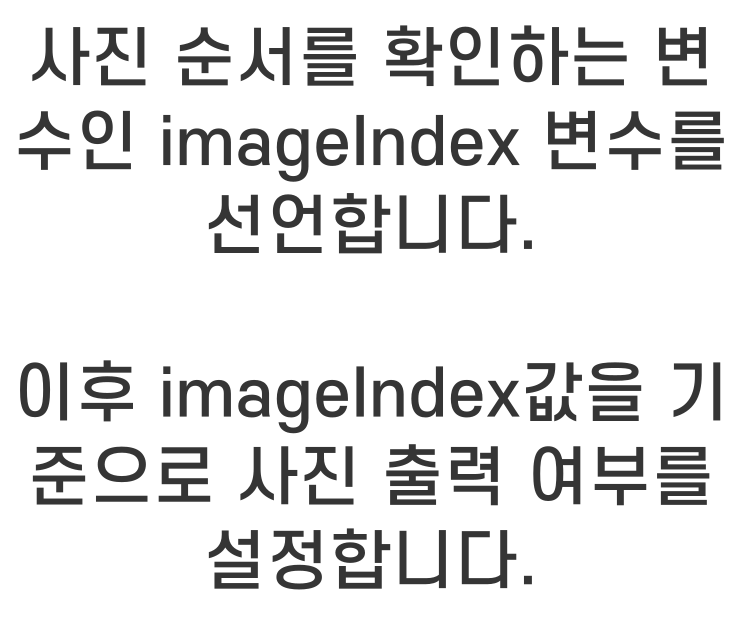 사진 순서를 확인하는 변
수인 imageIndex 변수를
선언합니다.
이후 imageIndex값을 기
준으로 사진 출력 여부를
설정합니다.